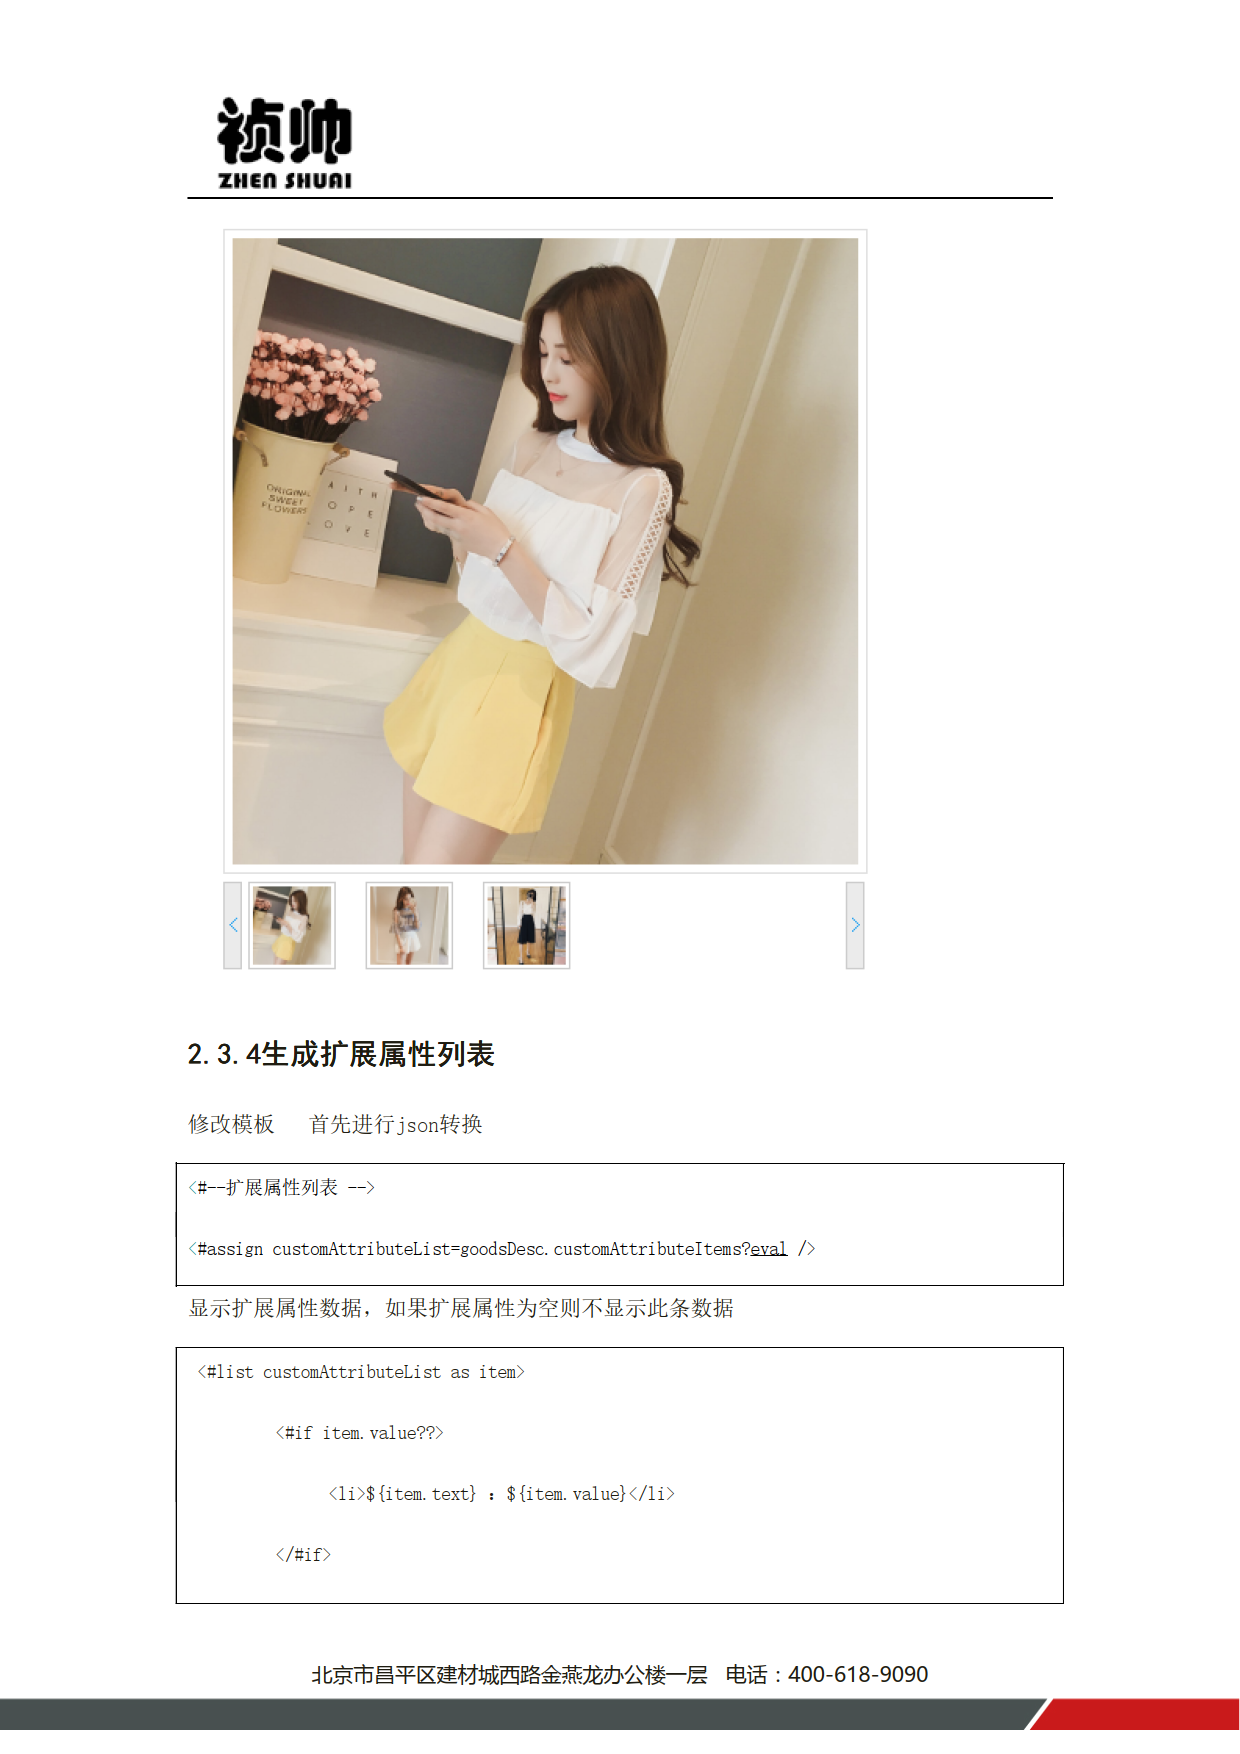 祯帅
ZHEN SHUAI
ORIGINAL
SWEET
FLOWERS
A I T H
O P E
O V E
2.3.4生成扩展属性列表
修改模板 首先进行json转换
<#--扩展属性列表 -->
<#assign customAttributeList=goodsDesc.customAttributeItems?eval />
显示扩展属性数据，如果扩展属性为空则不显示此条数据
<#list customAttributeList as item>
<#if item.value??>
<li>${item.text} ：${item.value}</li>
</#if>
北京市昌平区建材城西路金燕龙办公楼一层 电话：400-618-9090